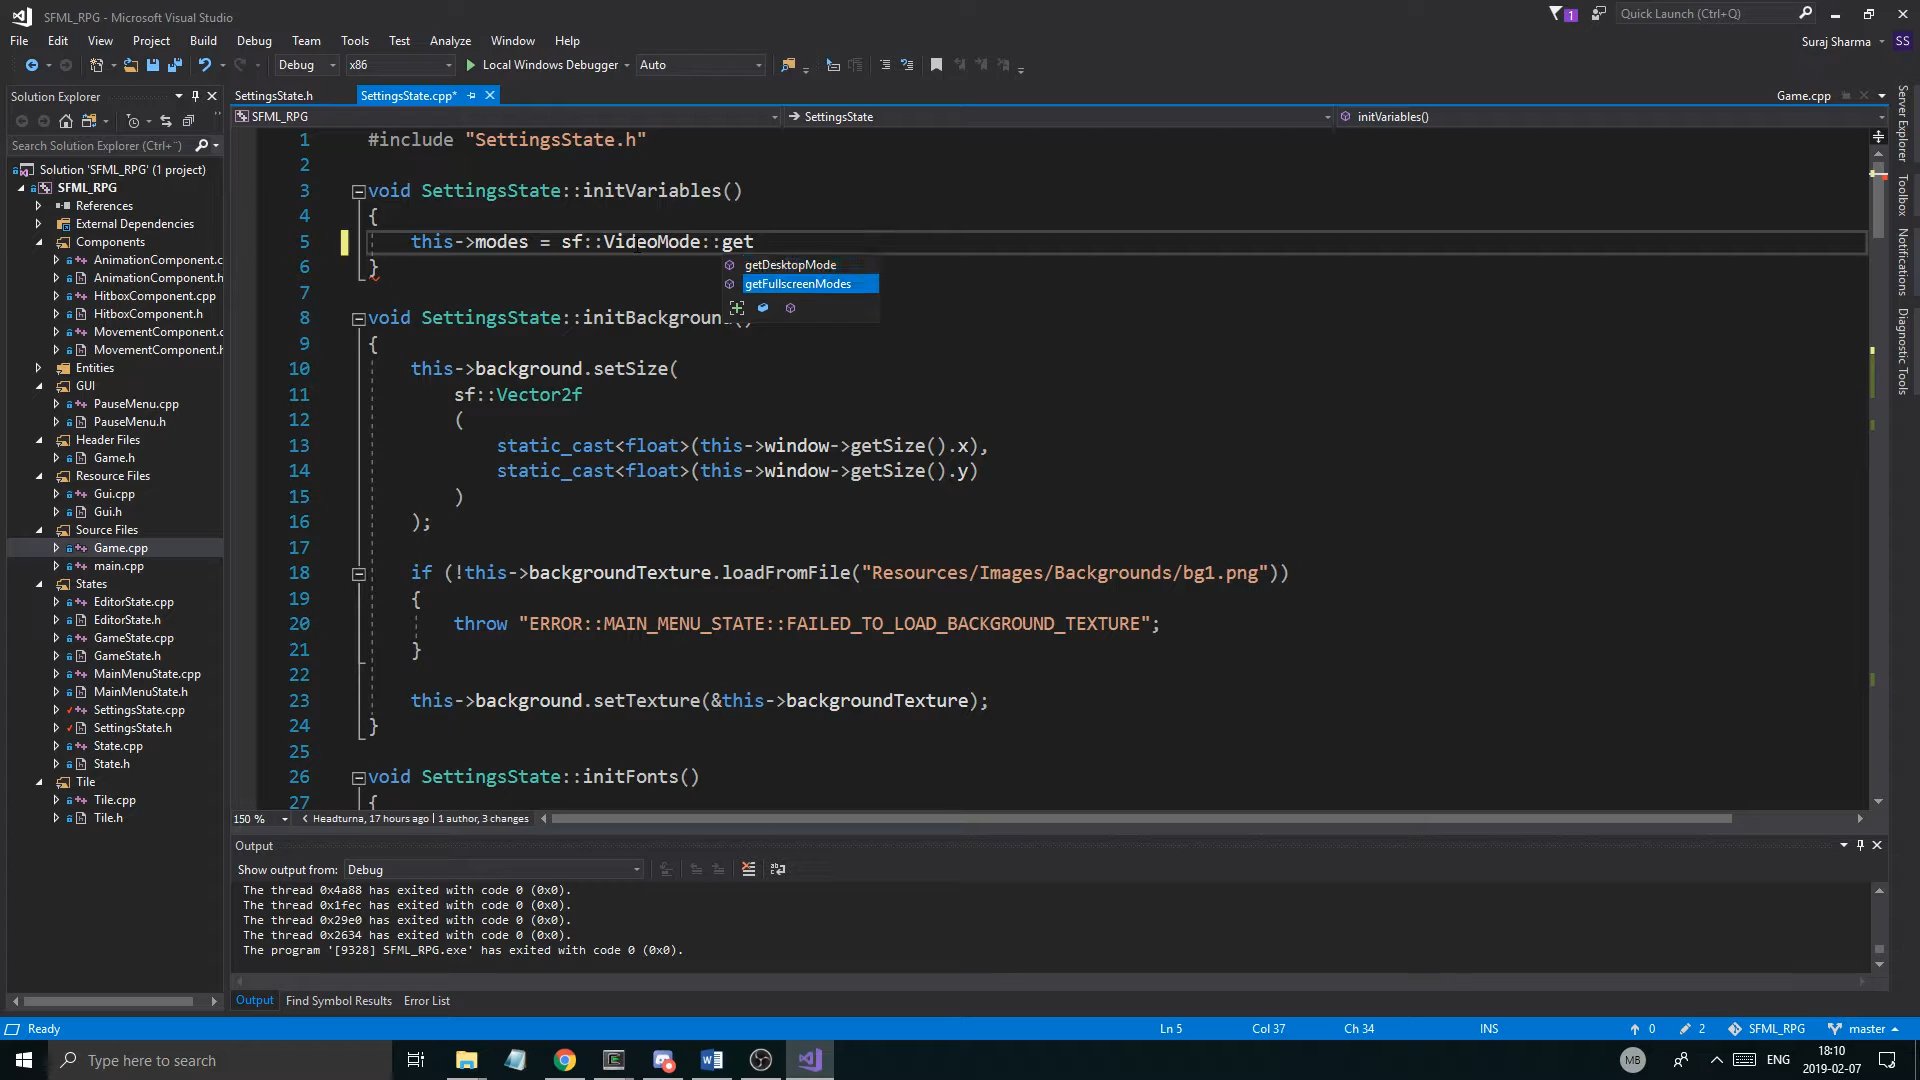 SFML_RPG - Microsoft Visual Studio
1
Quick Launch (Ctrl+Q)
File Edit View Project Build Debug Team Tools Test Analyze Window Help
Suraj Sharma SS
Debug x86 Local Windows Debugger Auto
Solution Explorer
SettingsState.h SettingsState.cpp* Game.cpp
SFML_RPG SettingsState initVariables()
Search Solution Explorer (Ctrl+¨)
Solution 'SFML_RPG' (1 project)
SFML_RPG
References
External Dependencies
Components
AnimationComponent.c
AnimationComponent.h
HitboxComponent.cpp
HitboxComponent.h
MovementComponent.c
MovementComponent.h
Entities
GUI
PauseMenu.cpp
PauseMenu.h
Header Files
Game.h
Resource Files
Gui.cpp
Gui.h
Source Files
Game.cpp
main.cpp
States
EditorState.cpp
EditorState.h
GameState.cpp
GameState.h
MainMenuState.cpp
MainMenuState.h
SettingsState.cpp
SettingsState.h
State.cpp
State.h
Tile
Tile.cpp
Tile.h
1 #include "SettingsState.h"
2
3 void SettingsState::initVariables()
4 {
5 this->modes = sf::VideoMode::get
6 }
getDesktopMode
getFullscreenModes
7
8 void SettingsState::initBackground()
9 {
10 this->background.setSize(
11 sf::Vector2f
12 (
13 static_cast<float>(this->window->getSize().x),
14 static_cast<float>(this->window->getSize().y)
15 )
16 );
17
18 if (!this->backgroundTexture.loadFromFile("Resources/Images/Backgrounds/bg1.png"))
19 {
20 throw "ERROR::MAIN_MENU_STATE::FAILED_TO_LOAD_BACKGROUND_TEXTURE";
21 }
22
23 this->background.setTexture(&this->backgroundTexture);
24 }
25
26 void SettingsState::initFonts()
27 {
150 % Headturna, 17 hours ago | 1 author, 3 changes
Server Explorer
Toolbox
Notifications
Diagnostic Tools
Output
Show output from: Debug
The thread 0x4a88 has exited with code 0 (0x0).
The thread 0x1fec has exited with code 0 (0x0).
The thread 0x29e0 has exited with code 0 (0x0).
The thread 0x2634 has exited with code 0 (0x0).
The program '[9328] SFML_RPG.exe' has exited with code 0 (0x0).
Output Find Symbol Results Error List
Ready Ln 5 Col 37 Ch 34 INS 0 2 SFML_RPG master
Type here to search
MB ENG 18:10
2019-02-07